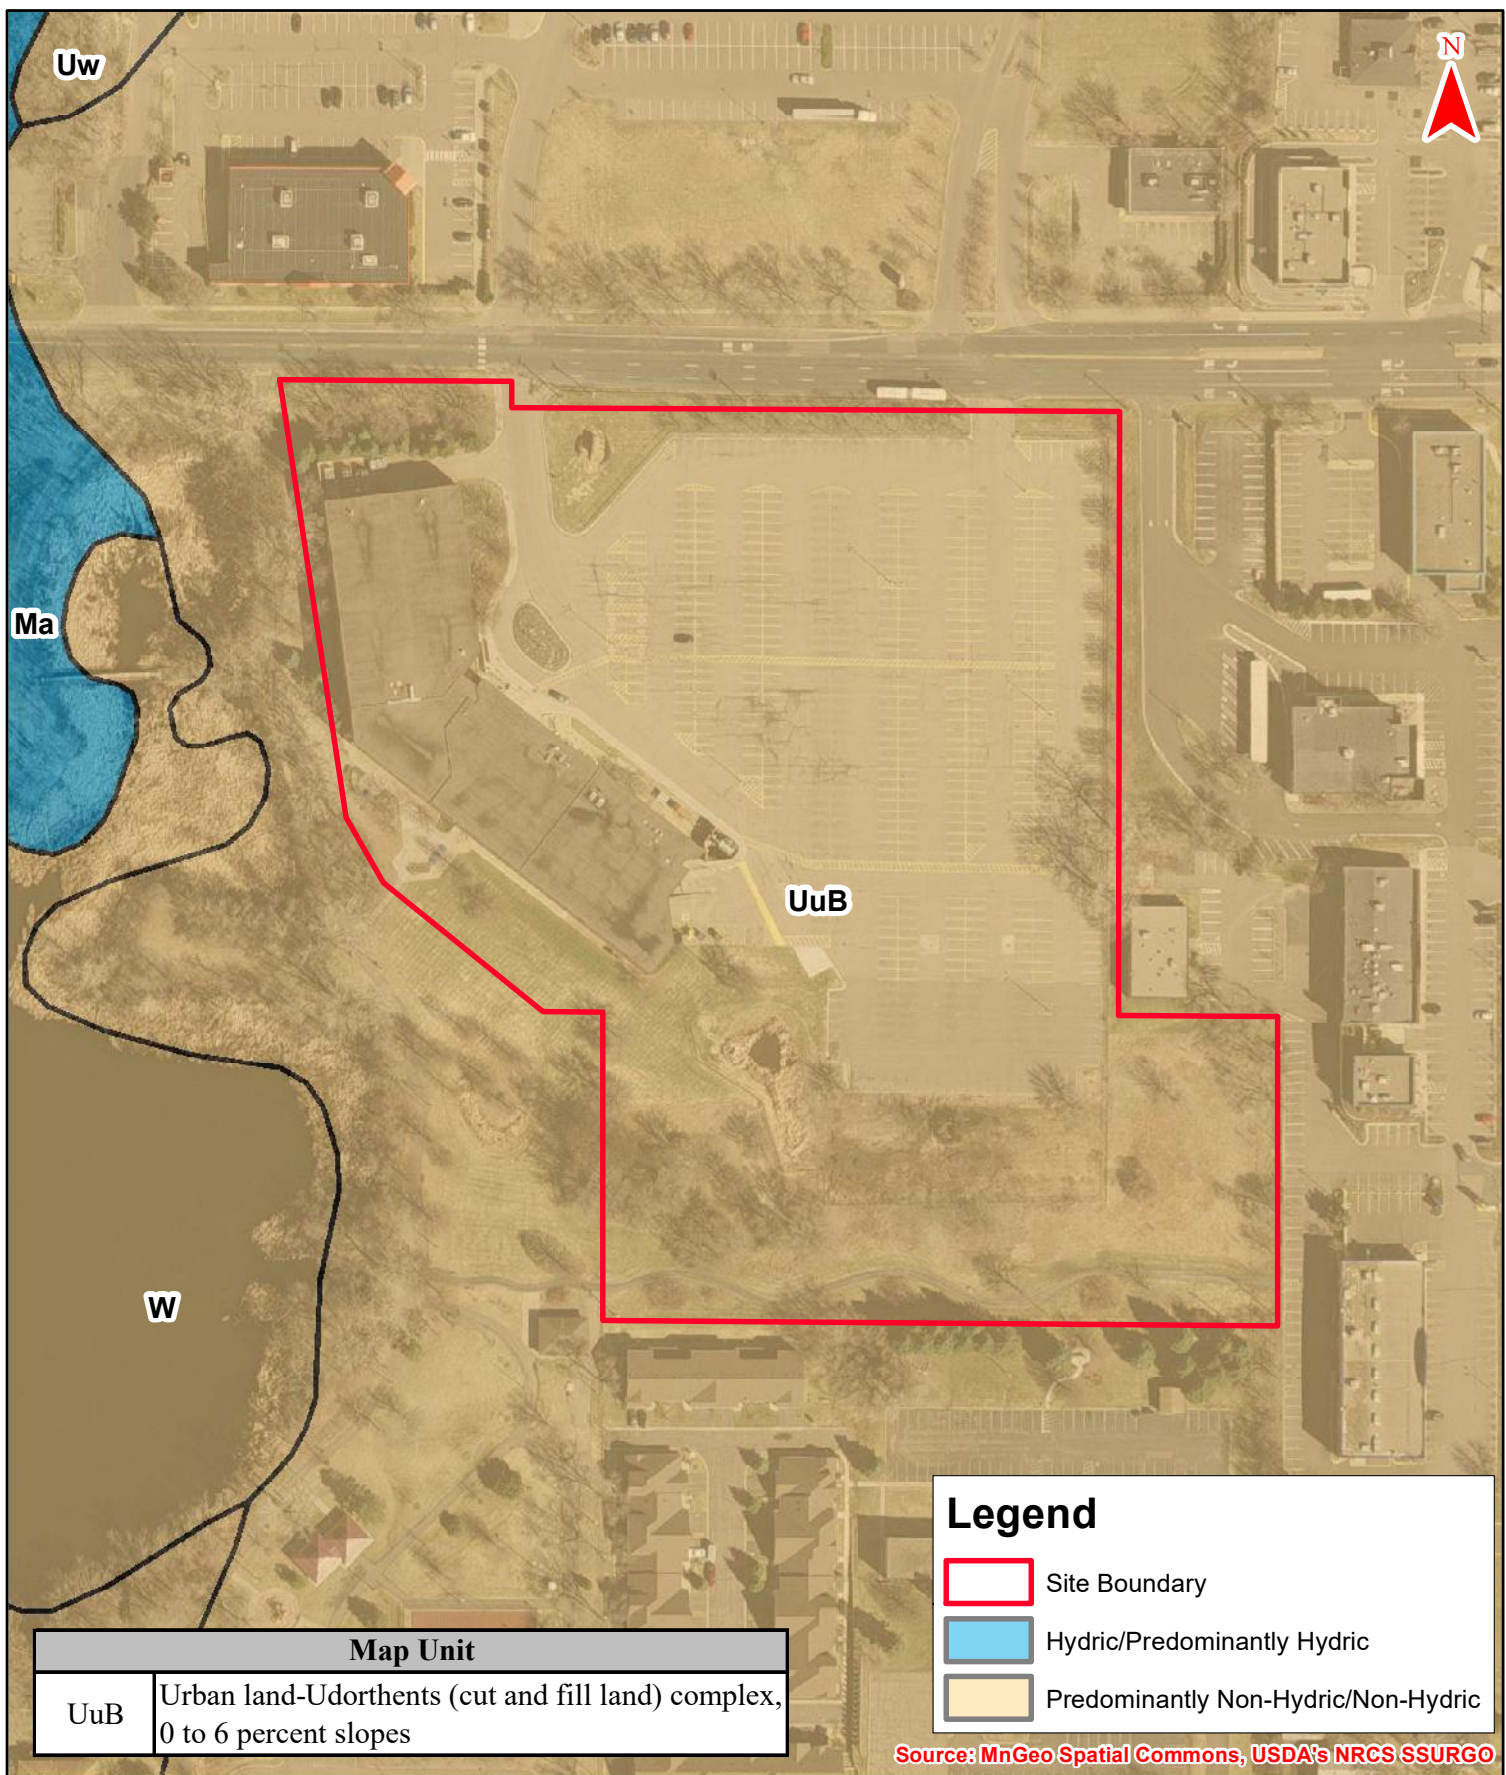 Uw
N
Ma
UuB
W
Legend
Site Boundary
Hydric/Predominantly Hydric
Predominantly Non-Hydric/Non-Hydric
Map Unit
UuB
Urban land-Udorthents (cut and fill land) complex,
0 to 6 percent slopes
Source: MnGeo Spatial Commons, USDA's NRCS SSURGO